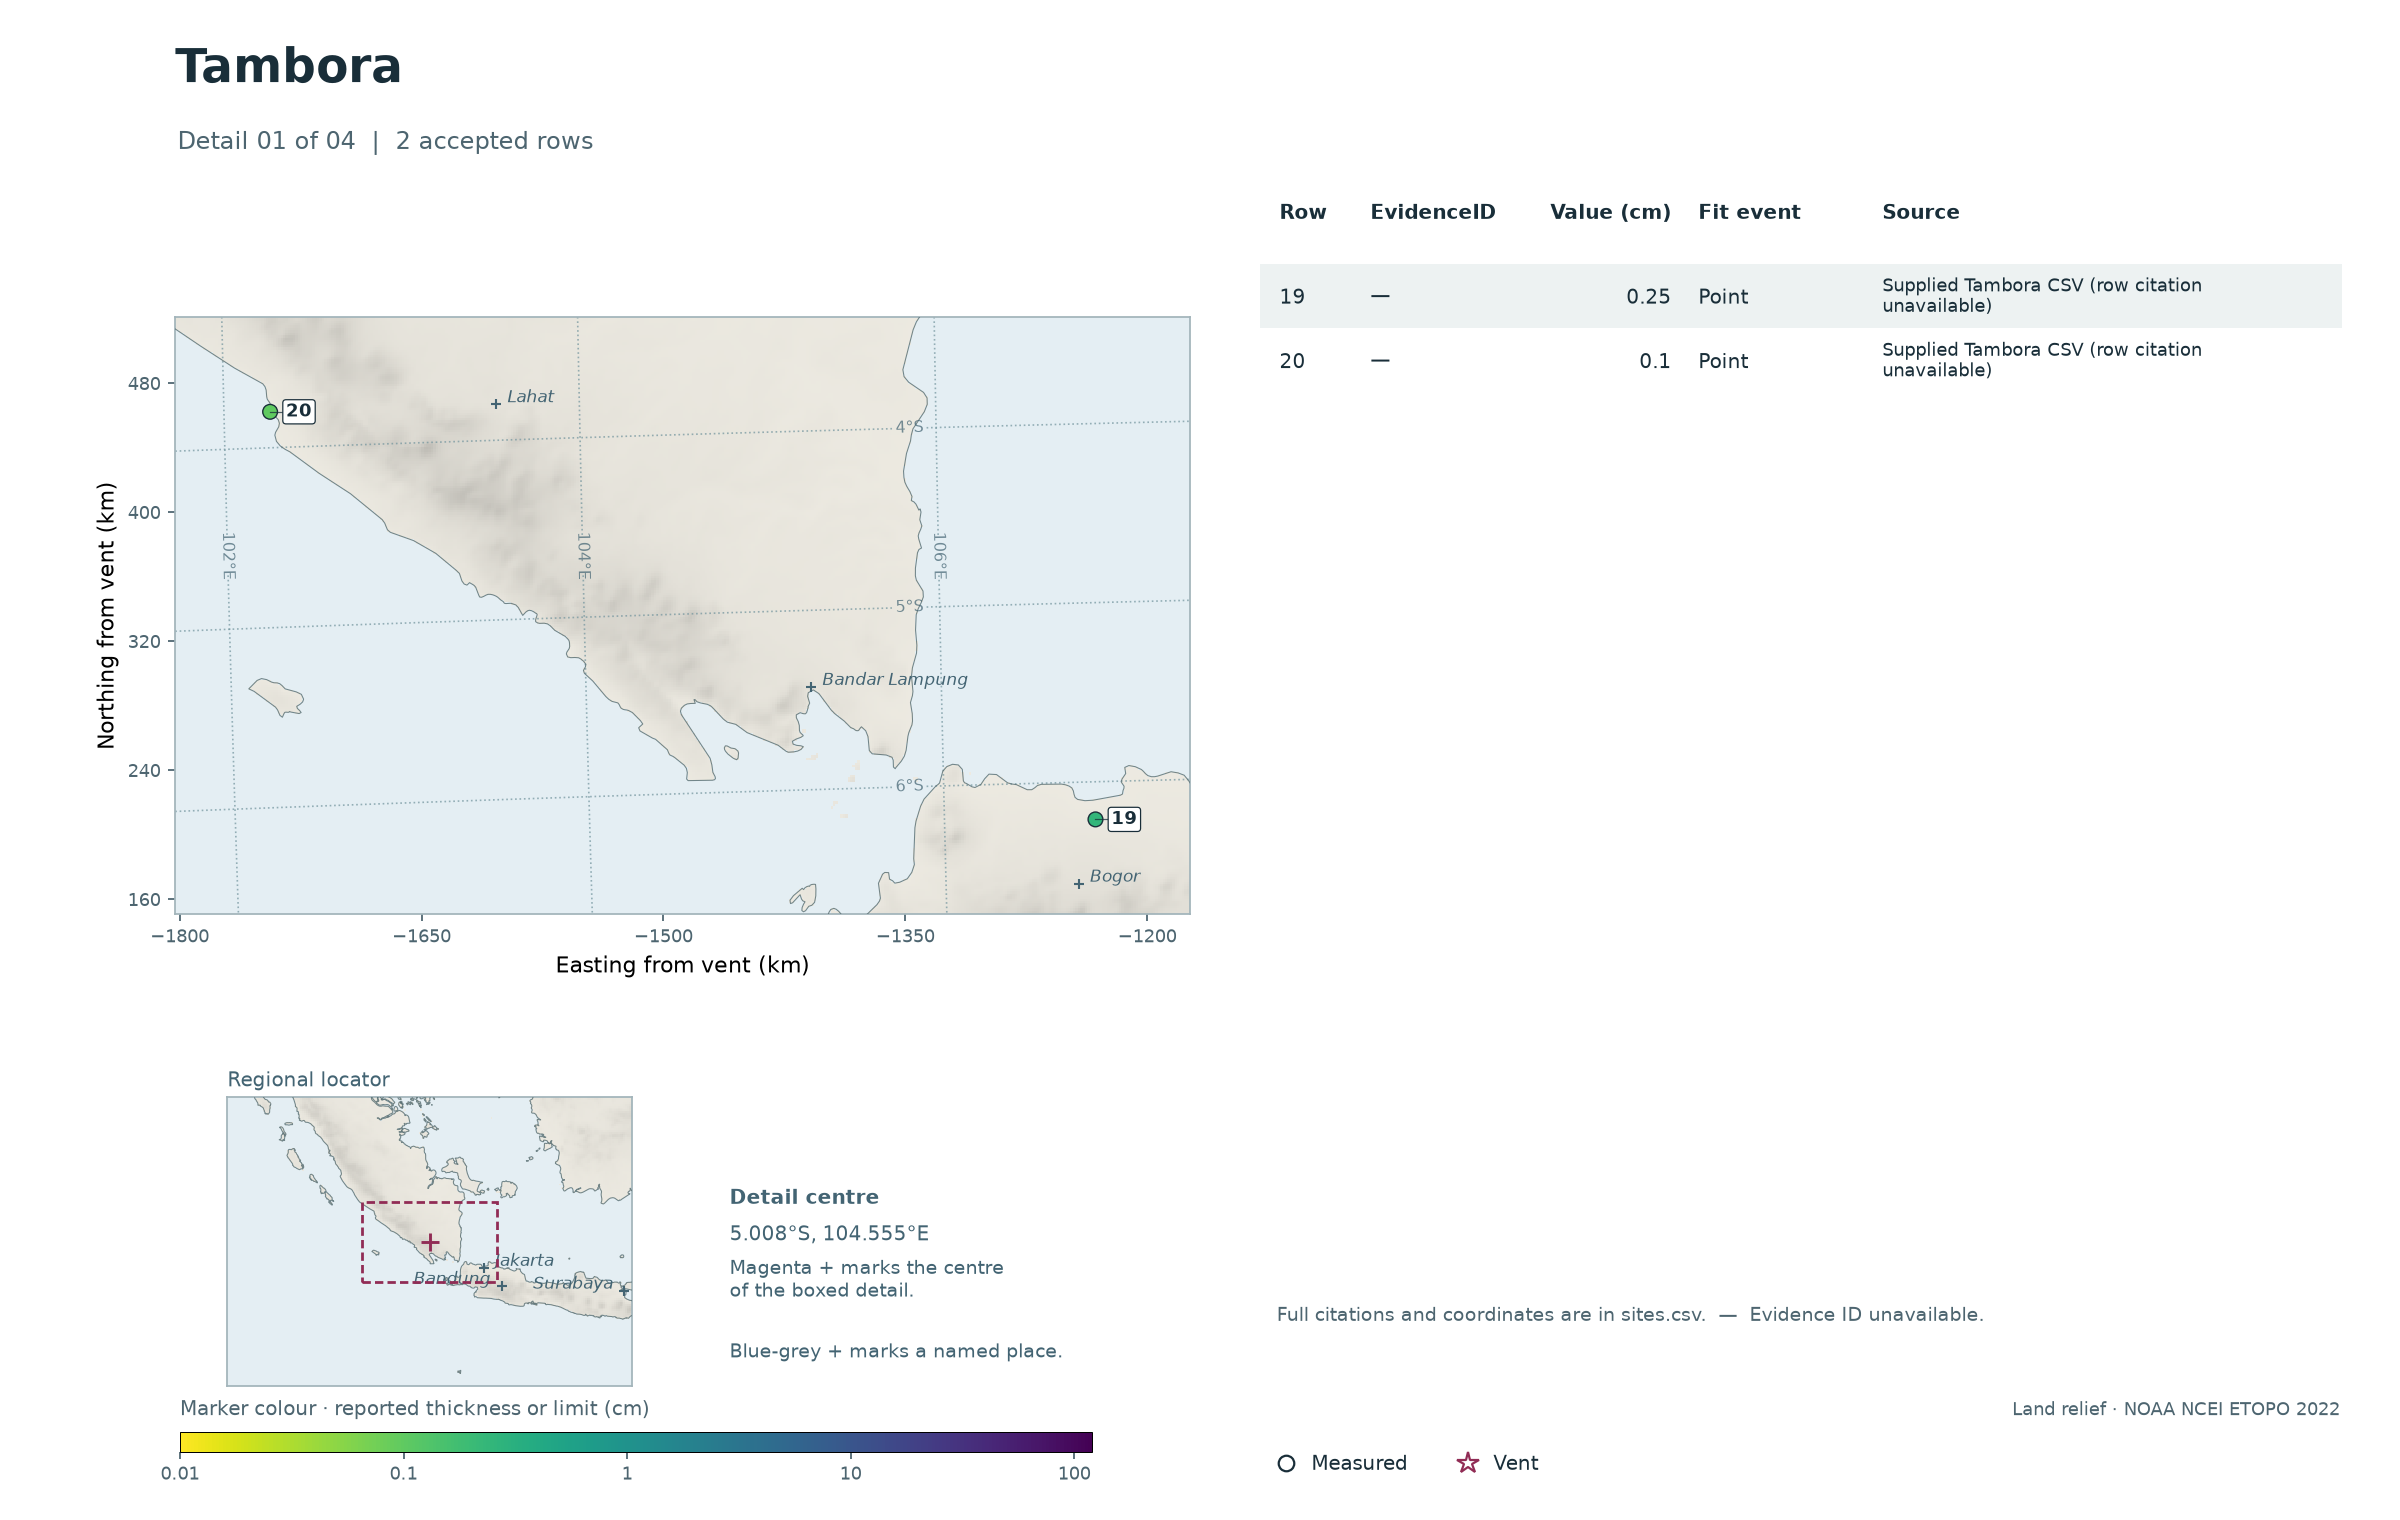 Tambora
Detail 01 of 04 | 2 accepted rows
Row EvidenceID Value (cm) Fit event Source
19 — 0.25 Point Supplied Tambora CSV (row citation
unavailable)
20 — 0.1 Point Supplied Tambora CSV (row citation
unavailable)
Northing from vent (km)
480
400
320
240
160
20
Lahat
4°S
102°E
104°E
106°E
5°S
Bandar Lampung
6°S
19
Bogor
−1800
−1650
−1500
−1350
−1200
Easting from vent (km)
Regional locator
Jakarta
Bandung
Surabaya
Detail centre
5.008°S, 104.555°E
Magenta + marks the centre
of the boxed detail.
Blue-grey + marks a named place.
Full citations and coordinates are in sites.csv. — Evidence ID unavailable.
Marker colour · reported thickness or limit (cm)
0.01
0.1
1
10
100
Land relief · NOAA NCEI ETOPO 2022
Measured
Vent